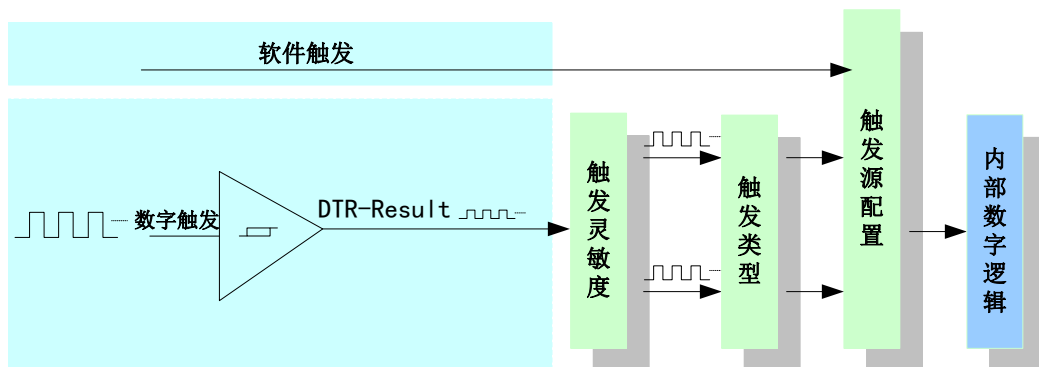 软件触发
数字触发
DTR-Result
触发灵敏度
触发类型
触发源配置
内部数字逻辑